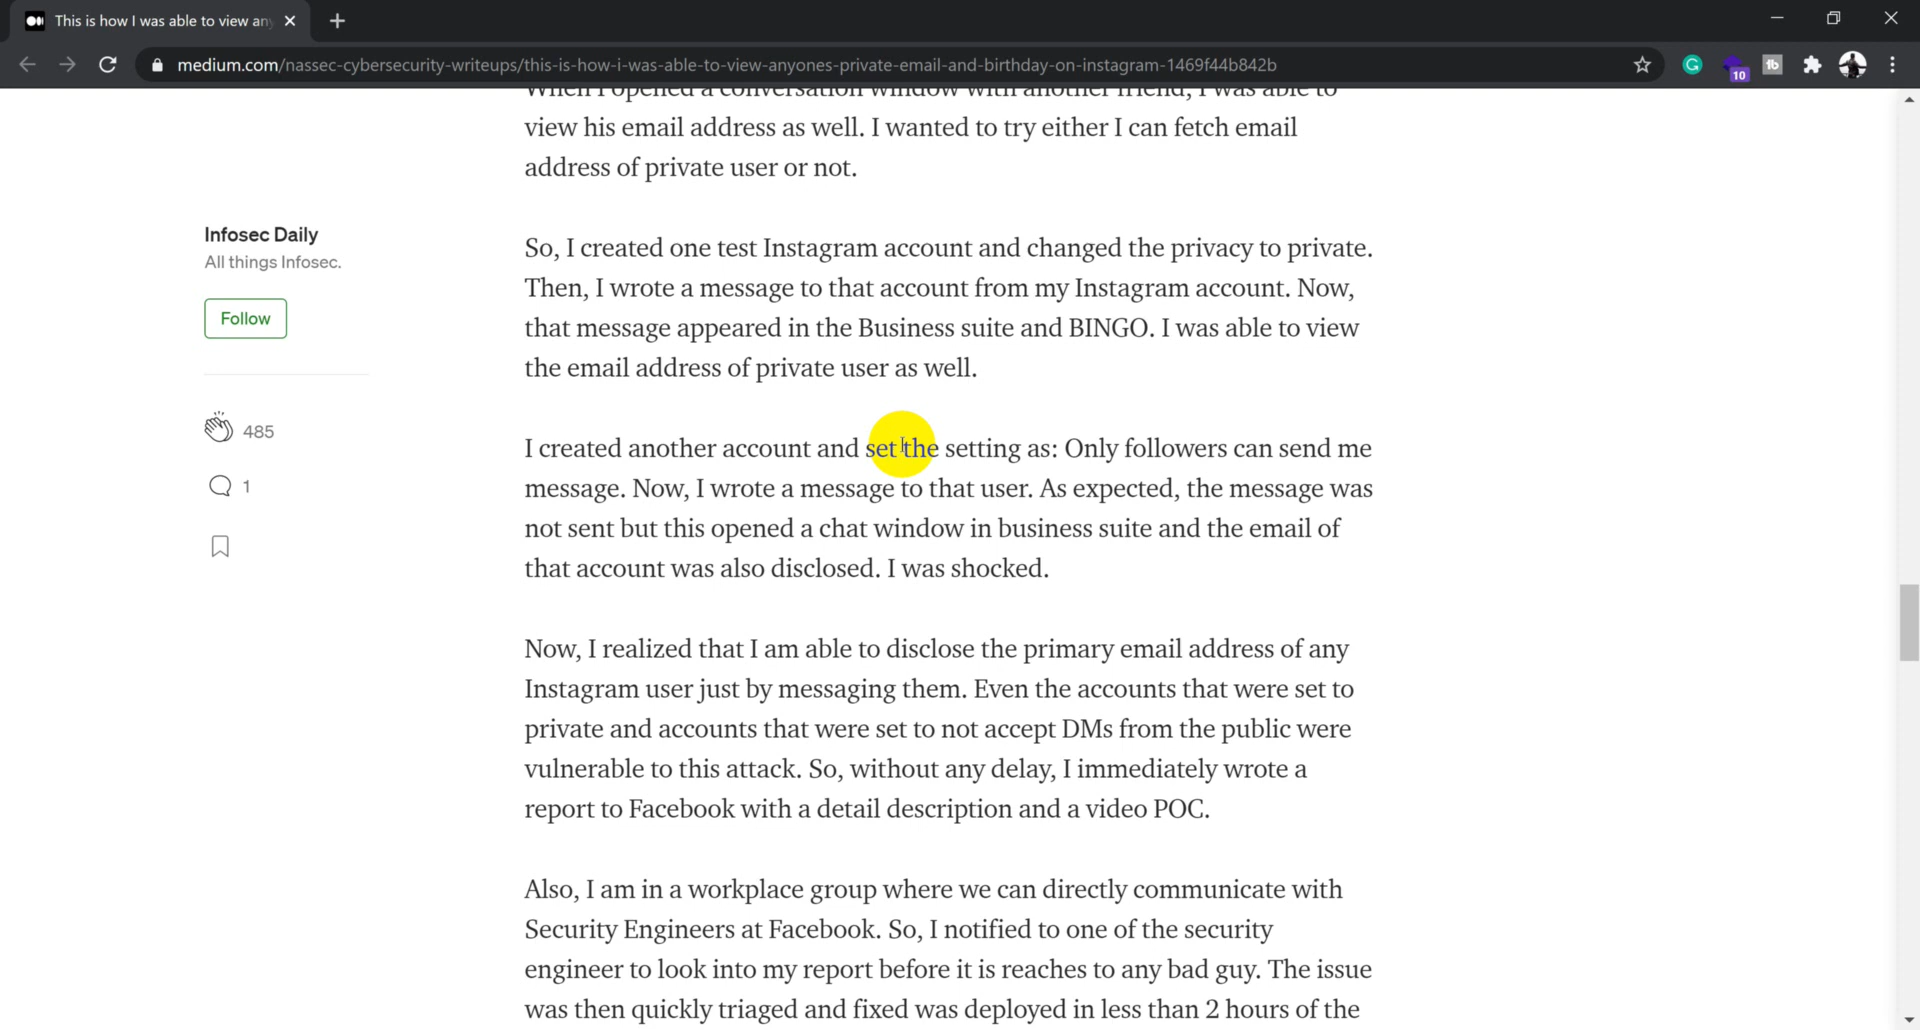 This is how I was able to view any
medium.com/nassec-cybersecurity-writeups/this-is-how-i-was-able-to-view-anyones-private-email-and-birthday-on-instagram-1469f44b842b
10
When I opened a conversation window with another friend, I was able to
view his email address as well. I wanted to try either I can fetch email
address of private user or not.
Infosec Daily
All things Infosec.
Follow
485
1
So, I created one test Instagram account and changed the privacy to private.
Then, I wrote a message to that account from my Instagram account. Now,
that message appeared in the Business suite and BINGO. I was able to view
the email address of private user as well.
I created another account and set the setting as: Only followers can send me
message. Now, I wrote a message to that user. As expected, the message was
not sent but this opened a chat window in business suite and the email of
that account was also disclosed. I was shocked.
Now, I realized that I am able to disclose the primary email address of any
Instagram user just by messaging them. Even the accounts that were set to
private and accounts that were set to not accept DMs from the public were
vulnerable to this attack. So, without any delay, I immediately wrote a
report to Facebook with a detail description and a video POC.
Also, I am in a workplace group where we can directly communicate with
Security Engineers at Facebook. So, I notified to one of the security
engineer to look into my report before it is reaches to any bad guy. The issue
was then quickly triaged and fixed was deployed in less than 2 hours of the